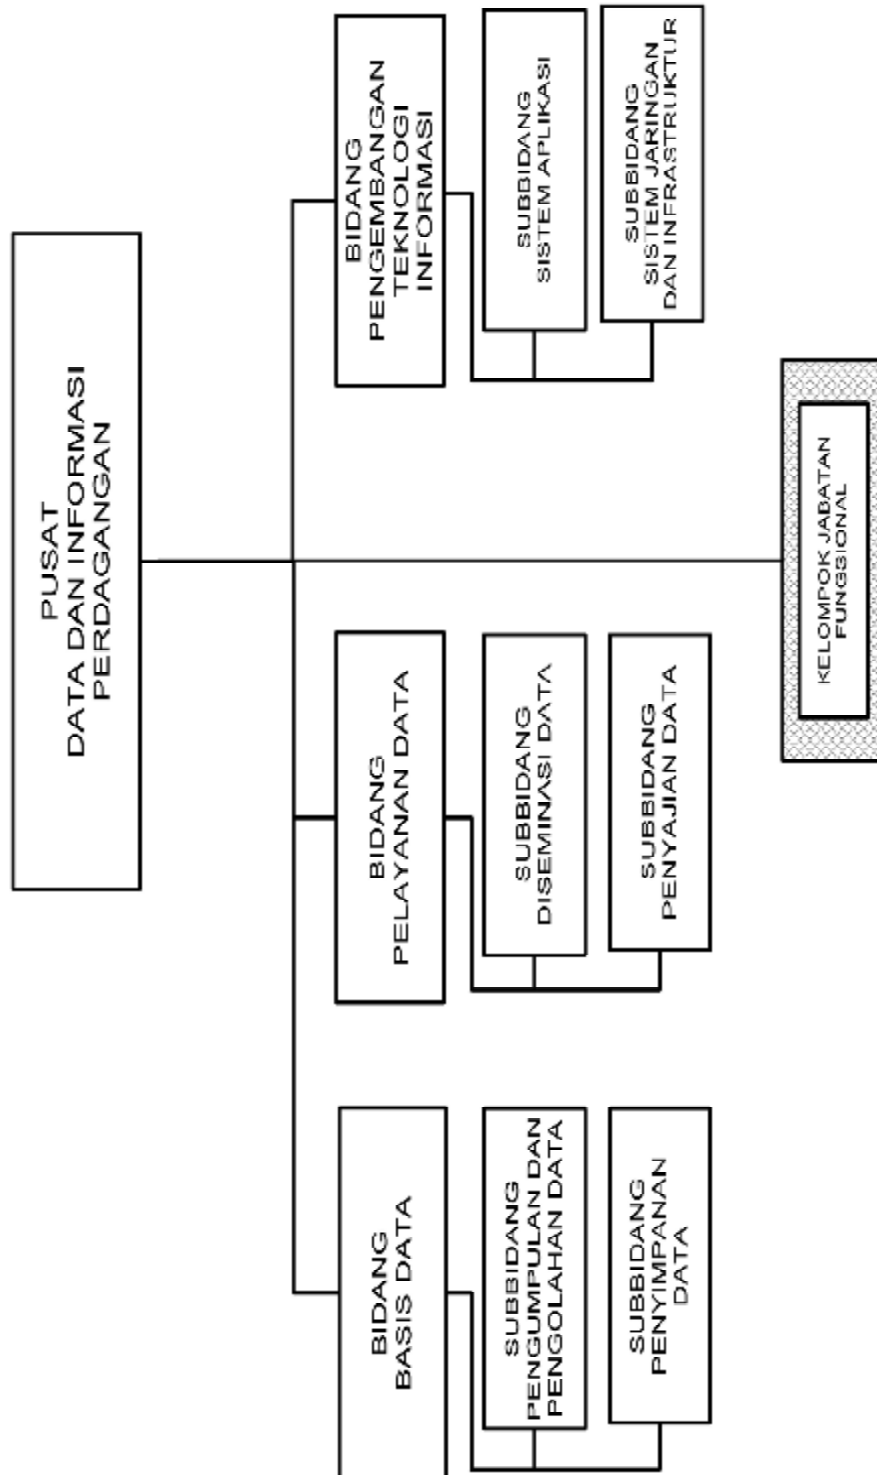 PUSAT
DATA DAN INFORMASI
PERDAGANGAN
BIDANG
BASIS DATA
BIDANG
PELAYANAN DATA
BIDANG
PENGEMBANGAN
TEKNOLOGI
INFORMASI
SUBBIDANG
PENGUMPULAN DAN
PENGOLAHAN DATA
SUBBIDANG
DISEMINASI DATA
SUBBIDANG
SISTEM APLIKASI
SUBBIDANG
PENYIMPANAN
DATA
SUBBIDANG
PENYAJIAN DATA
SUBBIDANG
SISTEM JARINGAN
DAN INFRASTRUKTUR
KELOMPOK JABATAN
FUNGSIONAL